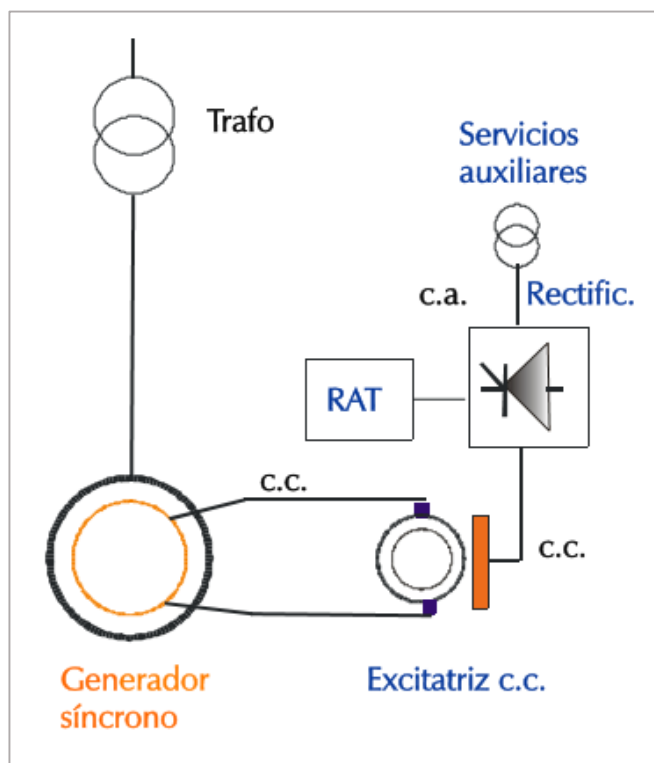 Trafo
Servicios
auxiliares
c.a.
Rectific.
RAT
c.c.
c.c.
Generador
síncrono
Excitatriz c.c.